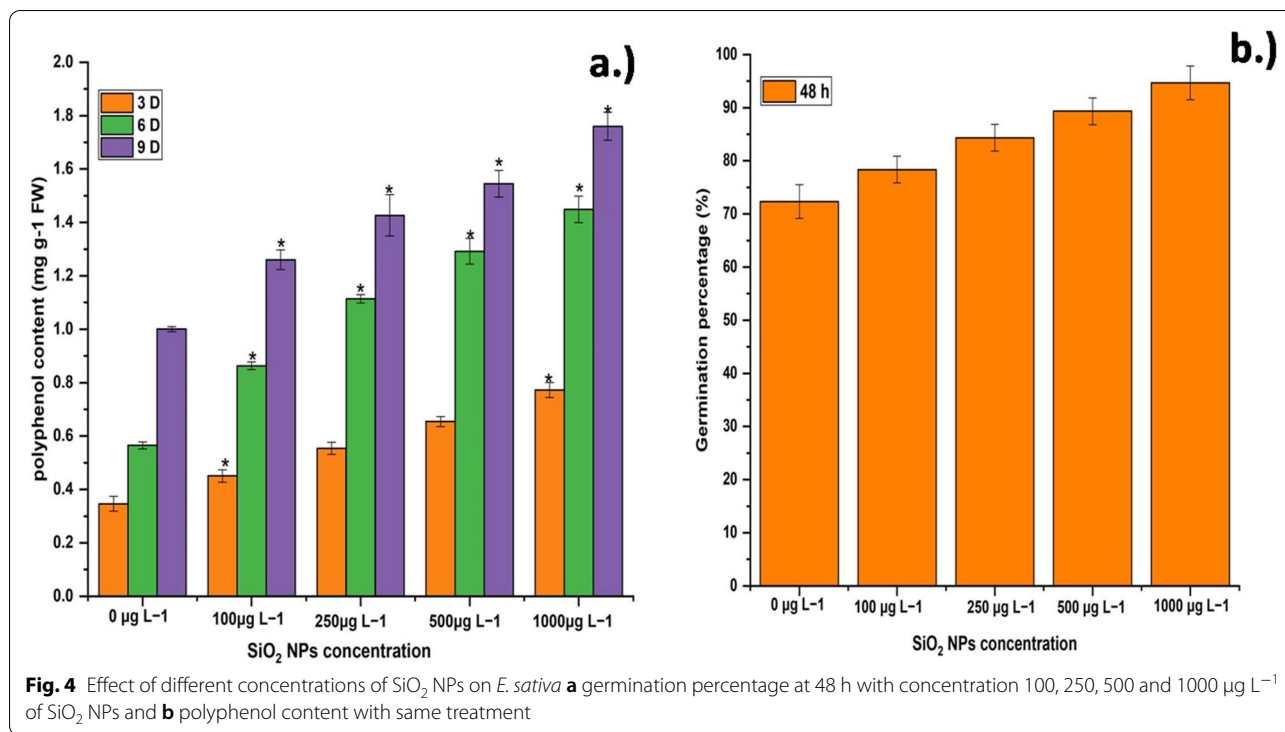 a.)
2.0
1.8
1.6
1.4
1.2
1.0
0.8
0.6
0.4
0.2
0.0
polyphenol content (mg g-1 FW)
3 D
6 D
9 D
*
*
*
*
*
*
*
*
*
*
0 µg L−1 100µg L−1 250µg L−1 500µg L−1 1000µg L−1
SiO₂ NPs concentration
b.)
100
90
80
70
60
50
40
30
20
10
0
Germination percentage (%)
48 h
0 µg L−1 100 µg L−1 250 µg L−1 500 µg L−1 1000 µg L−1
SiO₂ NPs concentration
Fig. 4 Effect of different concentrations of SiO₂ NPs on E. sativa a germination percentage at 48 h with concentration 100, 250, 500 and 1000 µg L⁻¹
of SiO₂ NPs and b polyphenol content with same treatment